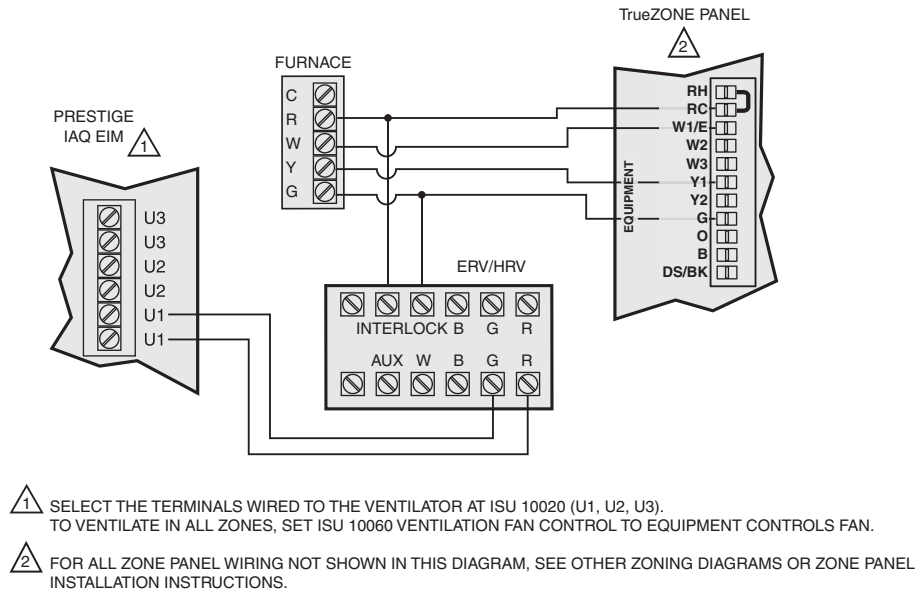 TrueZONE PANEL
2
FURNACE
C
R
W
Y
G
PRESTIGE
IAQ EIM
1
U3
U3
U2
U2
U1
U1
EQUIPMENT
RH
RC
W1/E
W2
W3
Y1
Y2
G
O
B
DS/BK
ERV/HRV
INTERLOCK B G R
AUX W B G R
1 SELECT THE TERMINALS WIRED TO THE VENTILATOR AT ISU 10020 (U1, U2, U3).
TO VENTILATE IN ALL ZONES, SET ISU 10060 VENTILATION FAN CONTROL TO EQUIPMENT CONTROLS FAN.
2 FOR ALL ZONE PANEL WIRING NOT SHOWN IN THIS DIAGRAM, SEE OTHER ZONING DIAGRAMS OR ZONE PANEL
INSTALLATION INSTRUCTIONS.